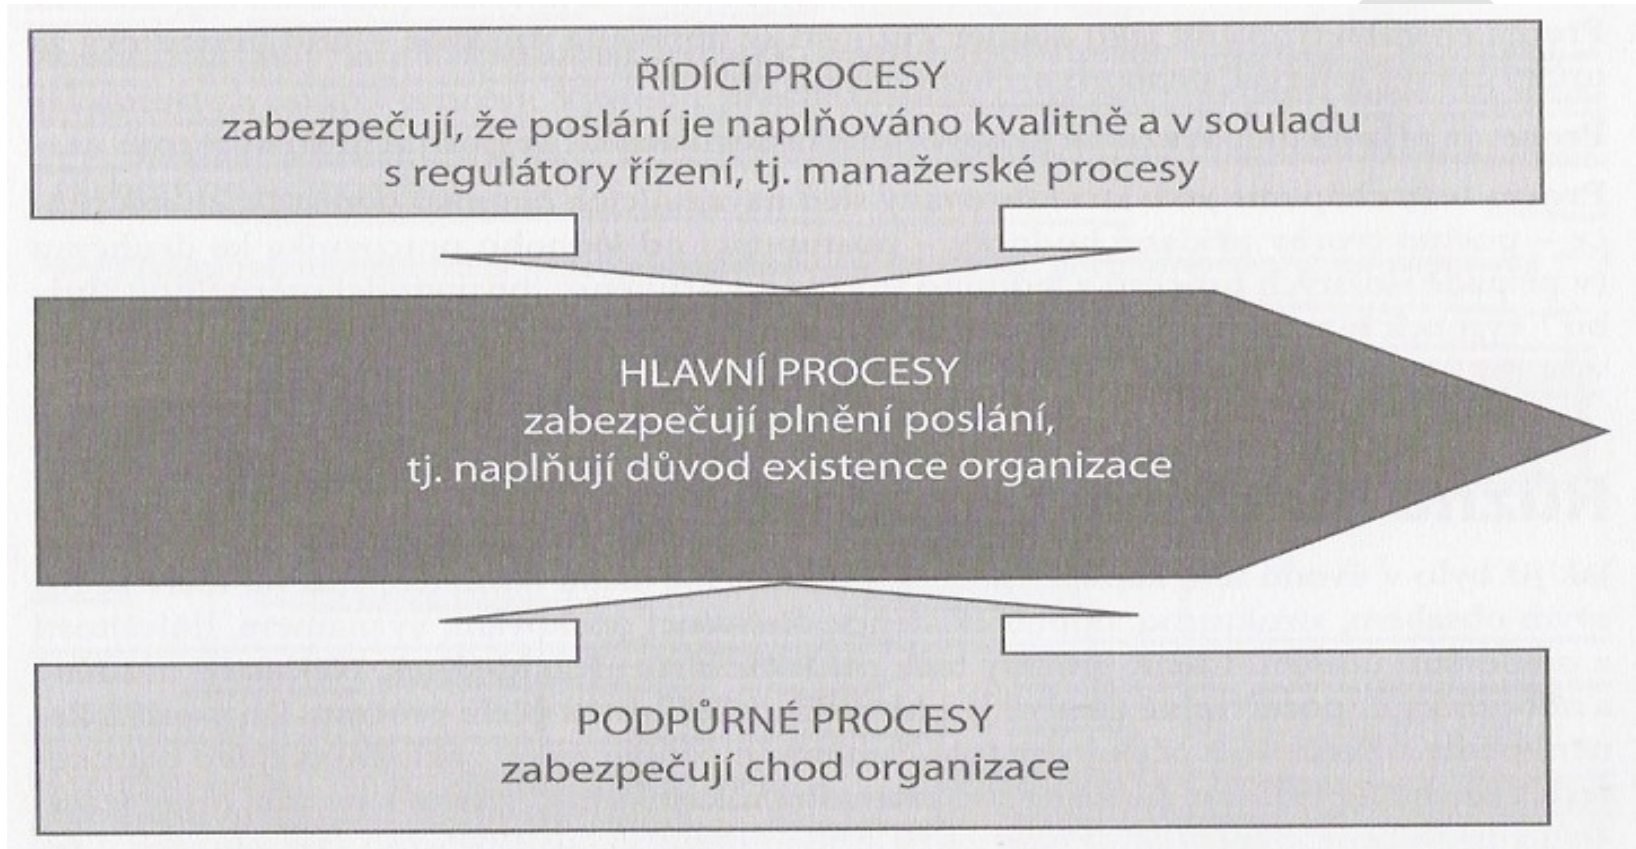 ŘÍDÍCÍ PROCESY
zabezpečují, že poslání je naplňováno kvalitně a v souladu
s regulátory řízení, tj. manažerské procesy
HLAVNÍ PROCESY
zabezpečují plnění poslání,
tj. naplňují důvod existence organizace
PODPŮRNÉ PROCESY
zabezpečují chod organizace